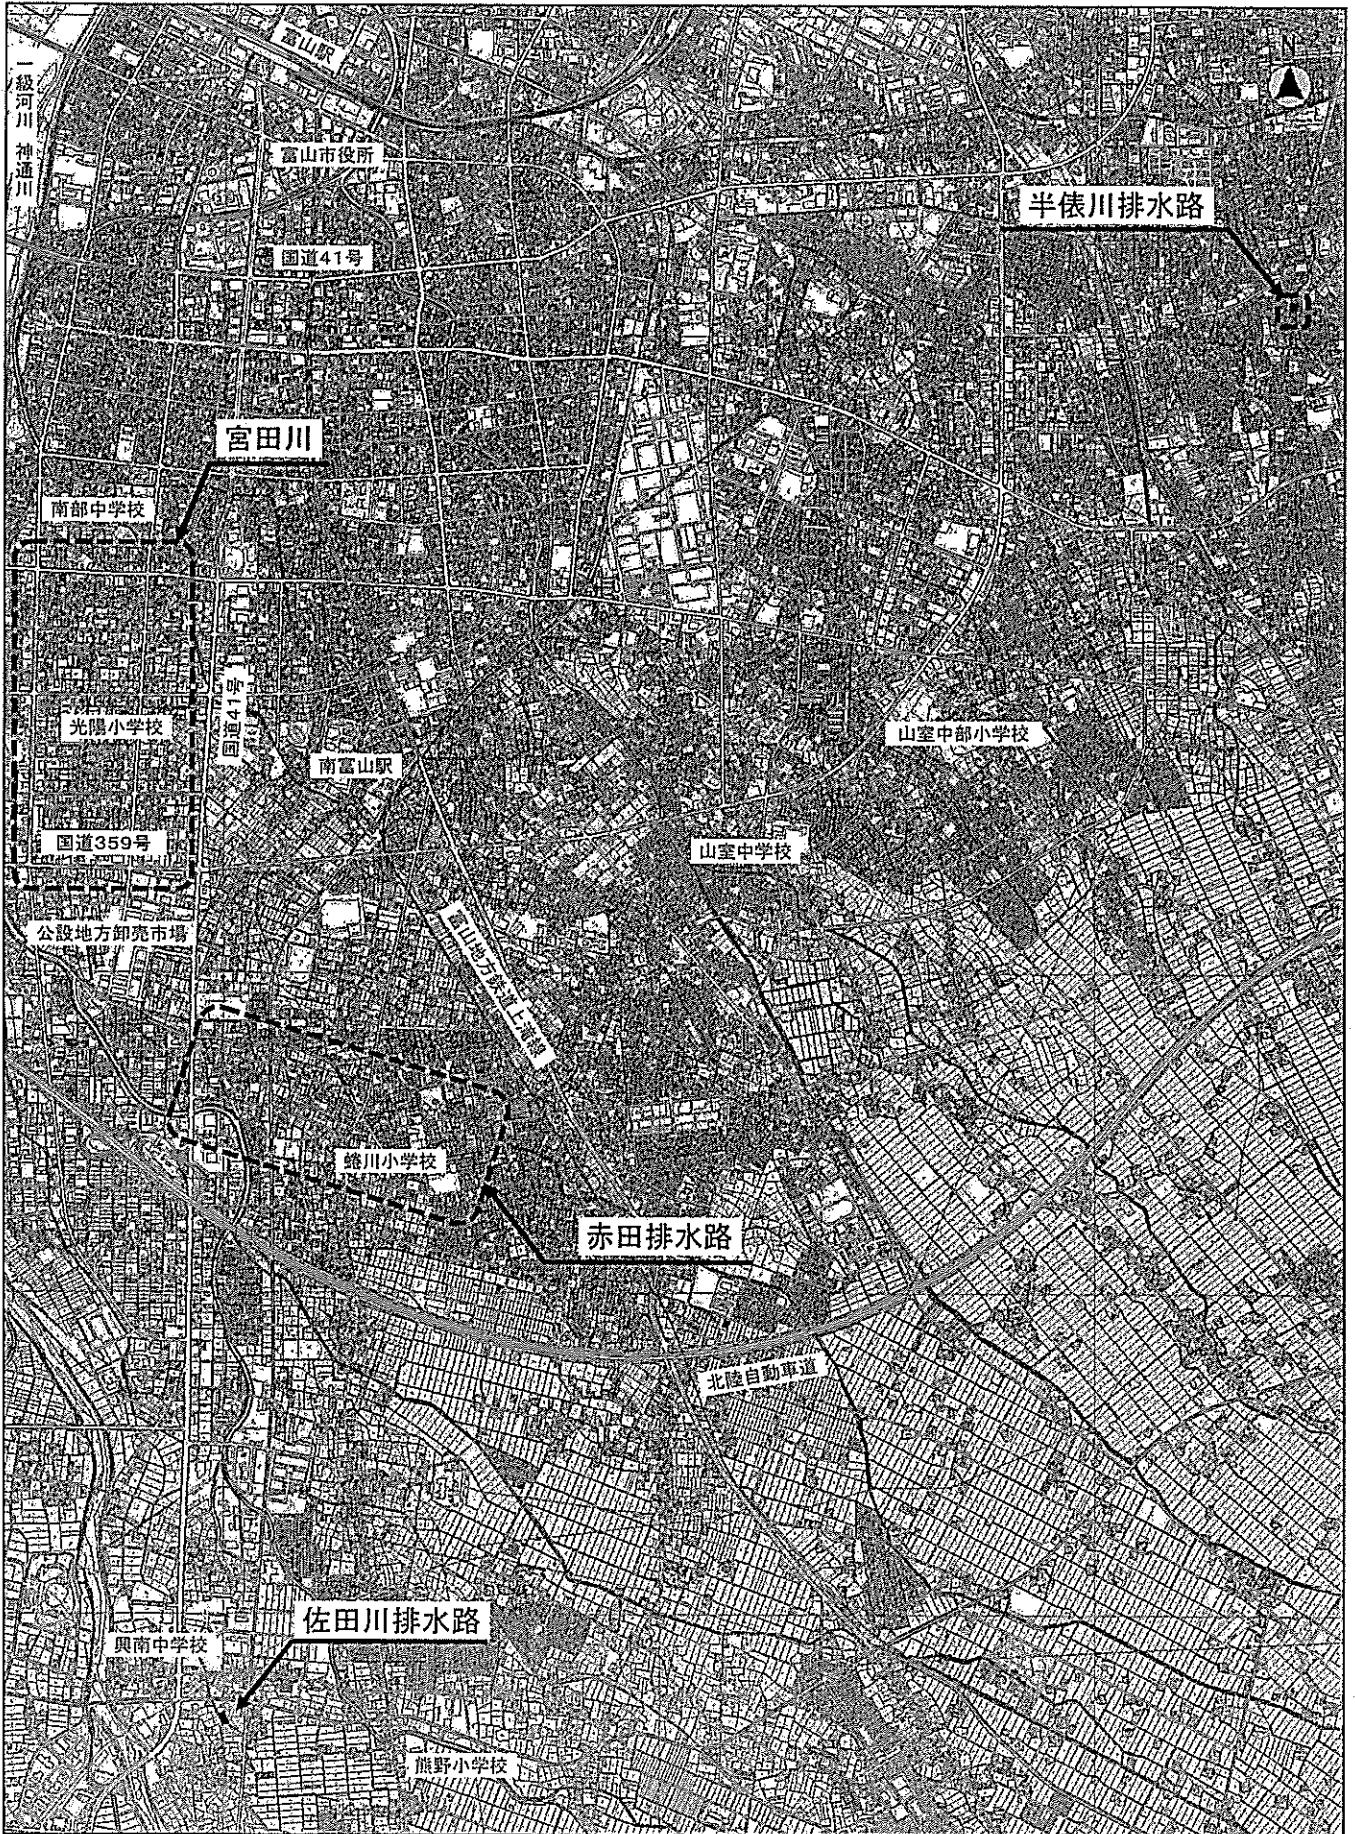 富山駅
N
一級河川 神通川
富山市役所
半俵川排水路
国道41号
宮田川
南部中学校
国道41号
光陽小学校
山室中部小学校
南富山駅
国道359号
山室中学校
公設地方卸売市場
富山地方鉄道上滝線
蜷川小学校
赤田排水路
北陸自動車道
佐田川排水路
興南中学校
熊野小学校